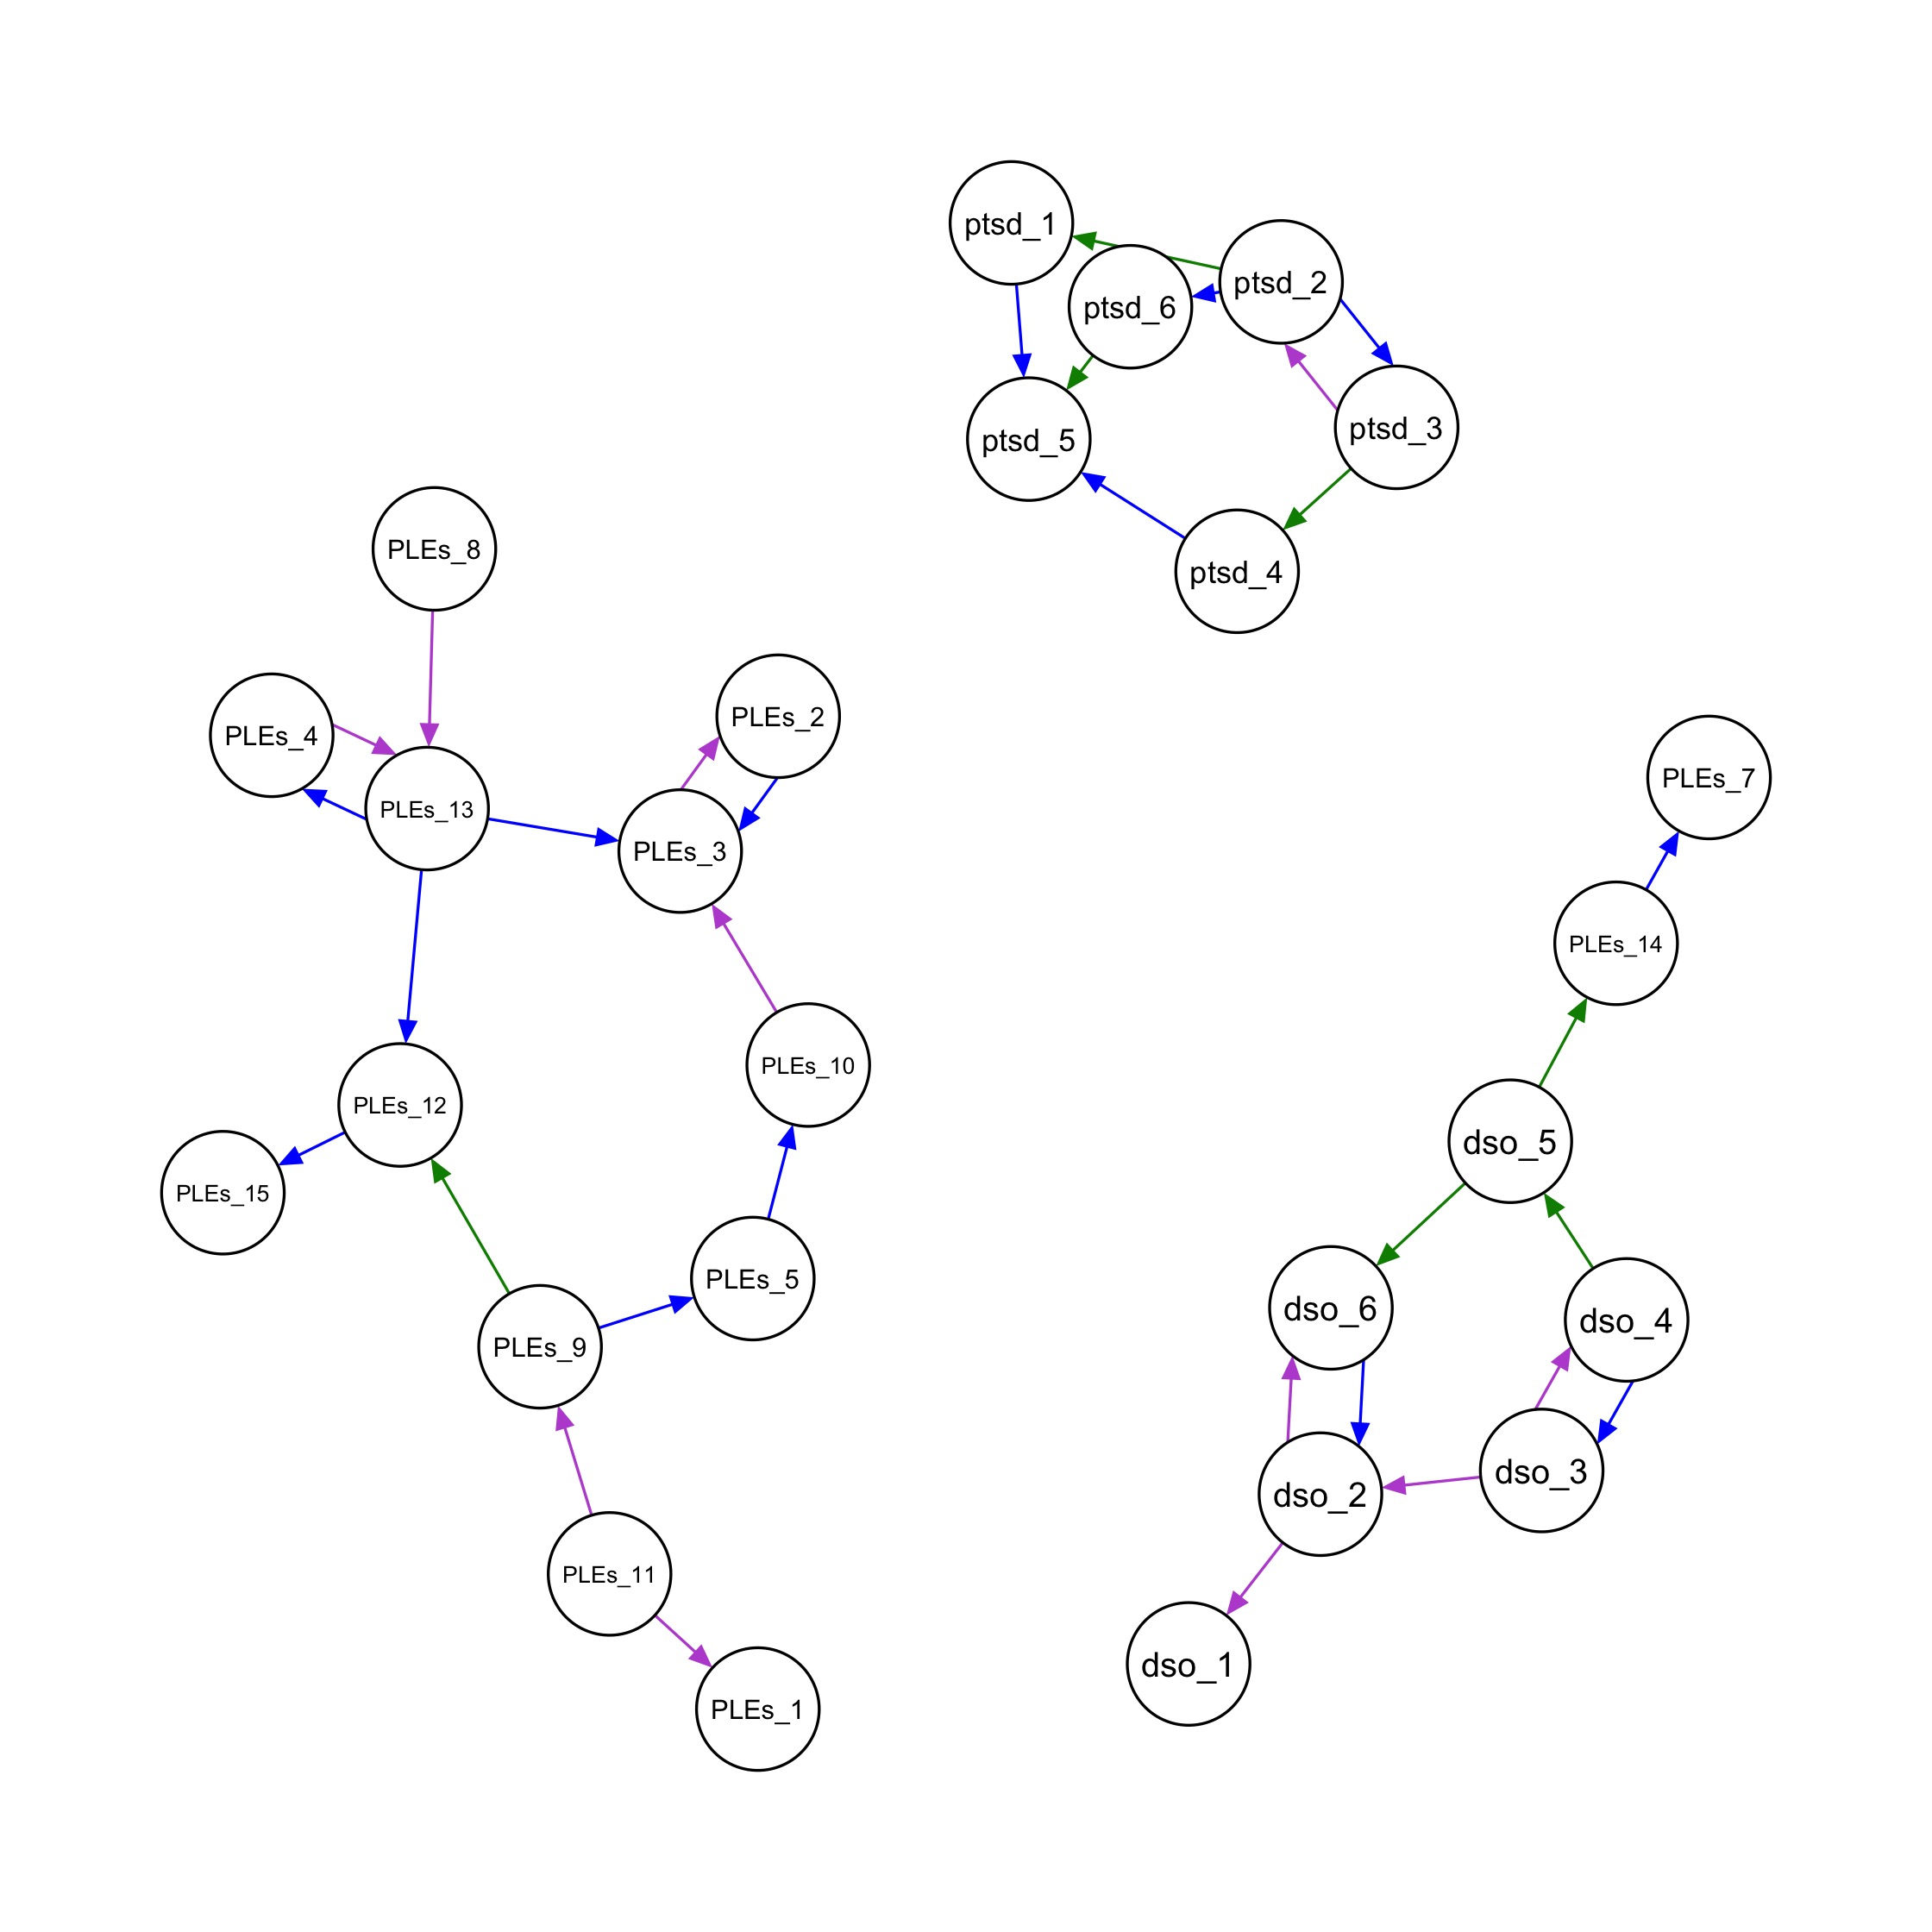 ptsd_1
ptsd_2
ptsd_6
ptsd_3
ptsd_5
ptsd_4
PLEs_8
PLEs_2
PLEs_4
PLEs_7
PLEs_13
PLEs_3
PLEs_14
PLEs_10
PLEs_12
dso_5
PLEs_15
PLEs_5
dso_6
dso_4
PLEs_9
dso_3
dso_2
PLEs_11
dso_1
PLEs_1